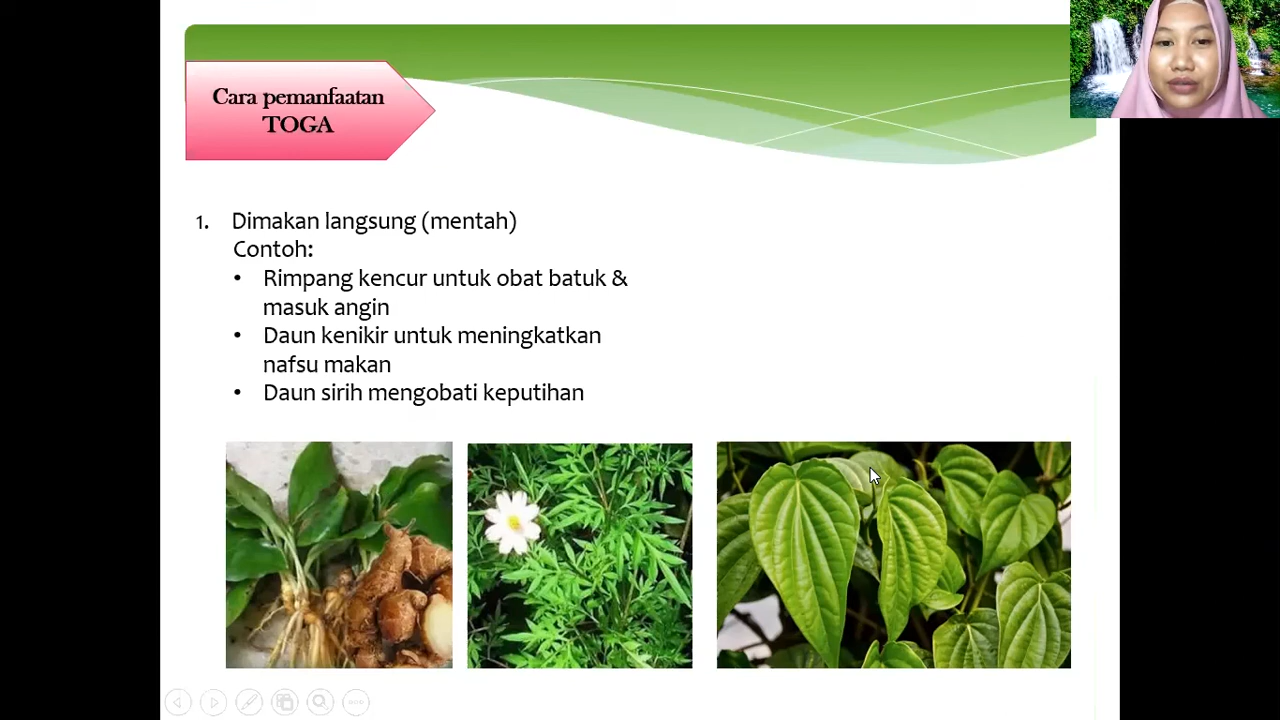 Cara pemanfaatan
TOGA
1. Dimakan langsung (mentah)
Contoh:
• Rimpang kencur untuk obat batuk &
masuk angin
• Daun kenikir untuk meningkatkan
nafsu makan
• Daun sirih mengobati keputihan